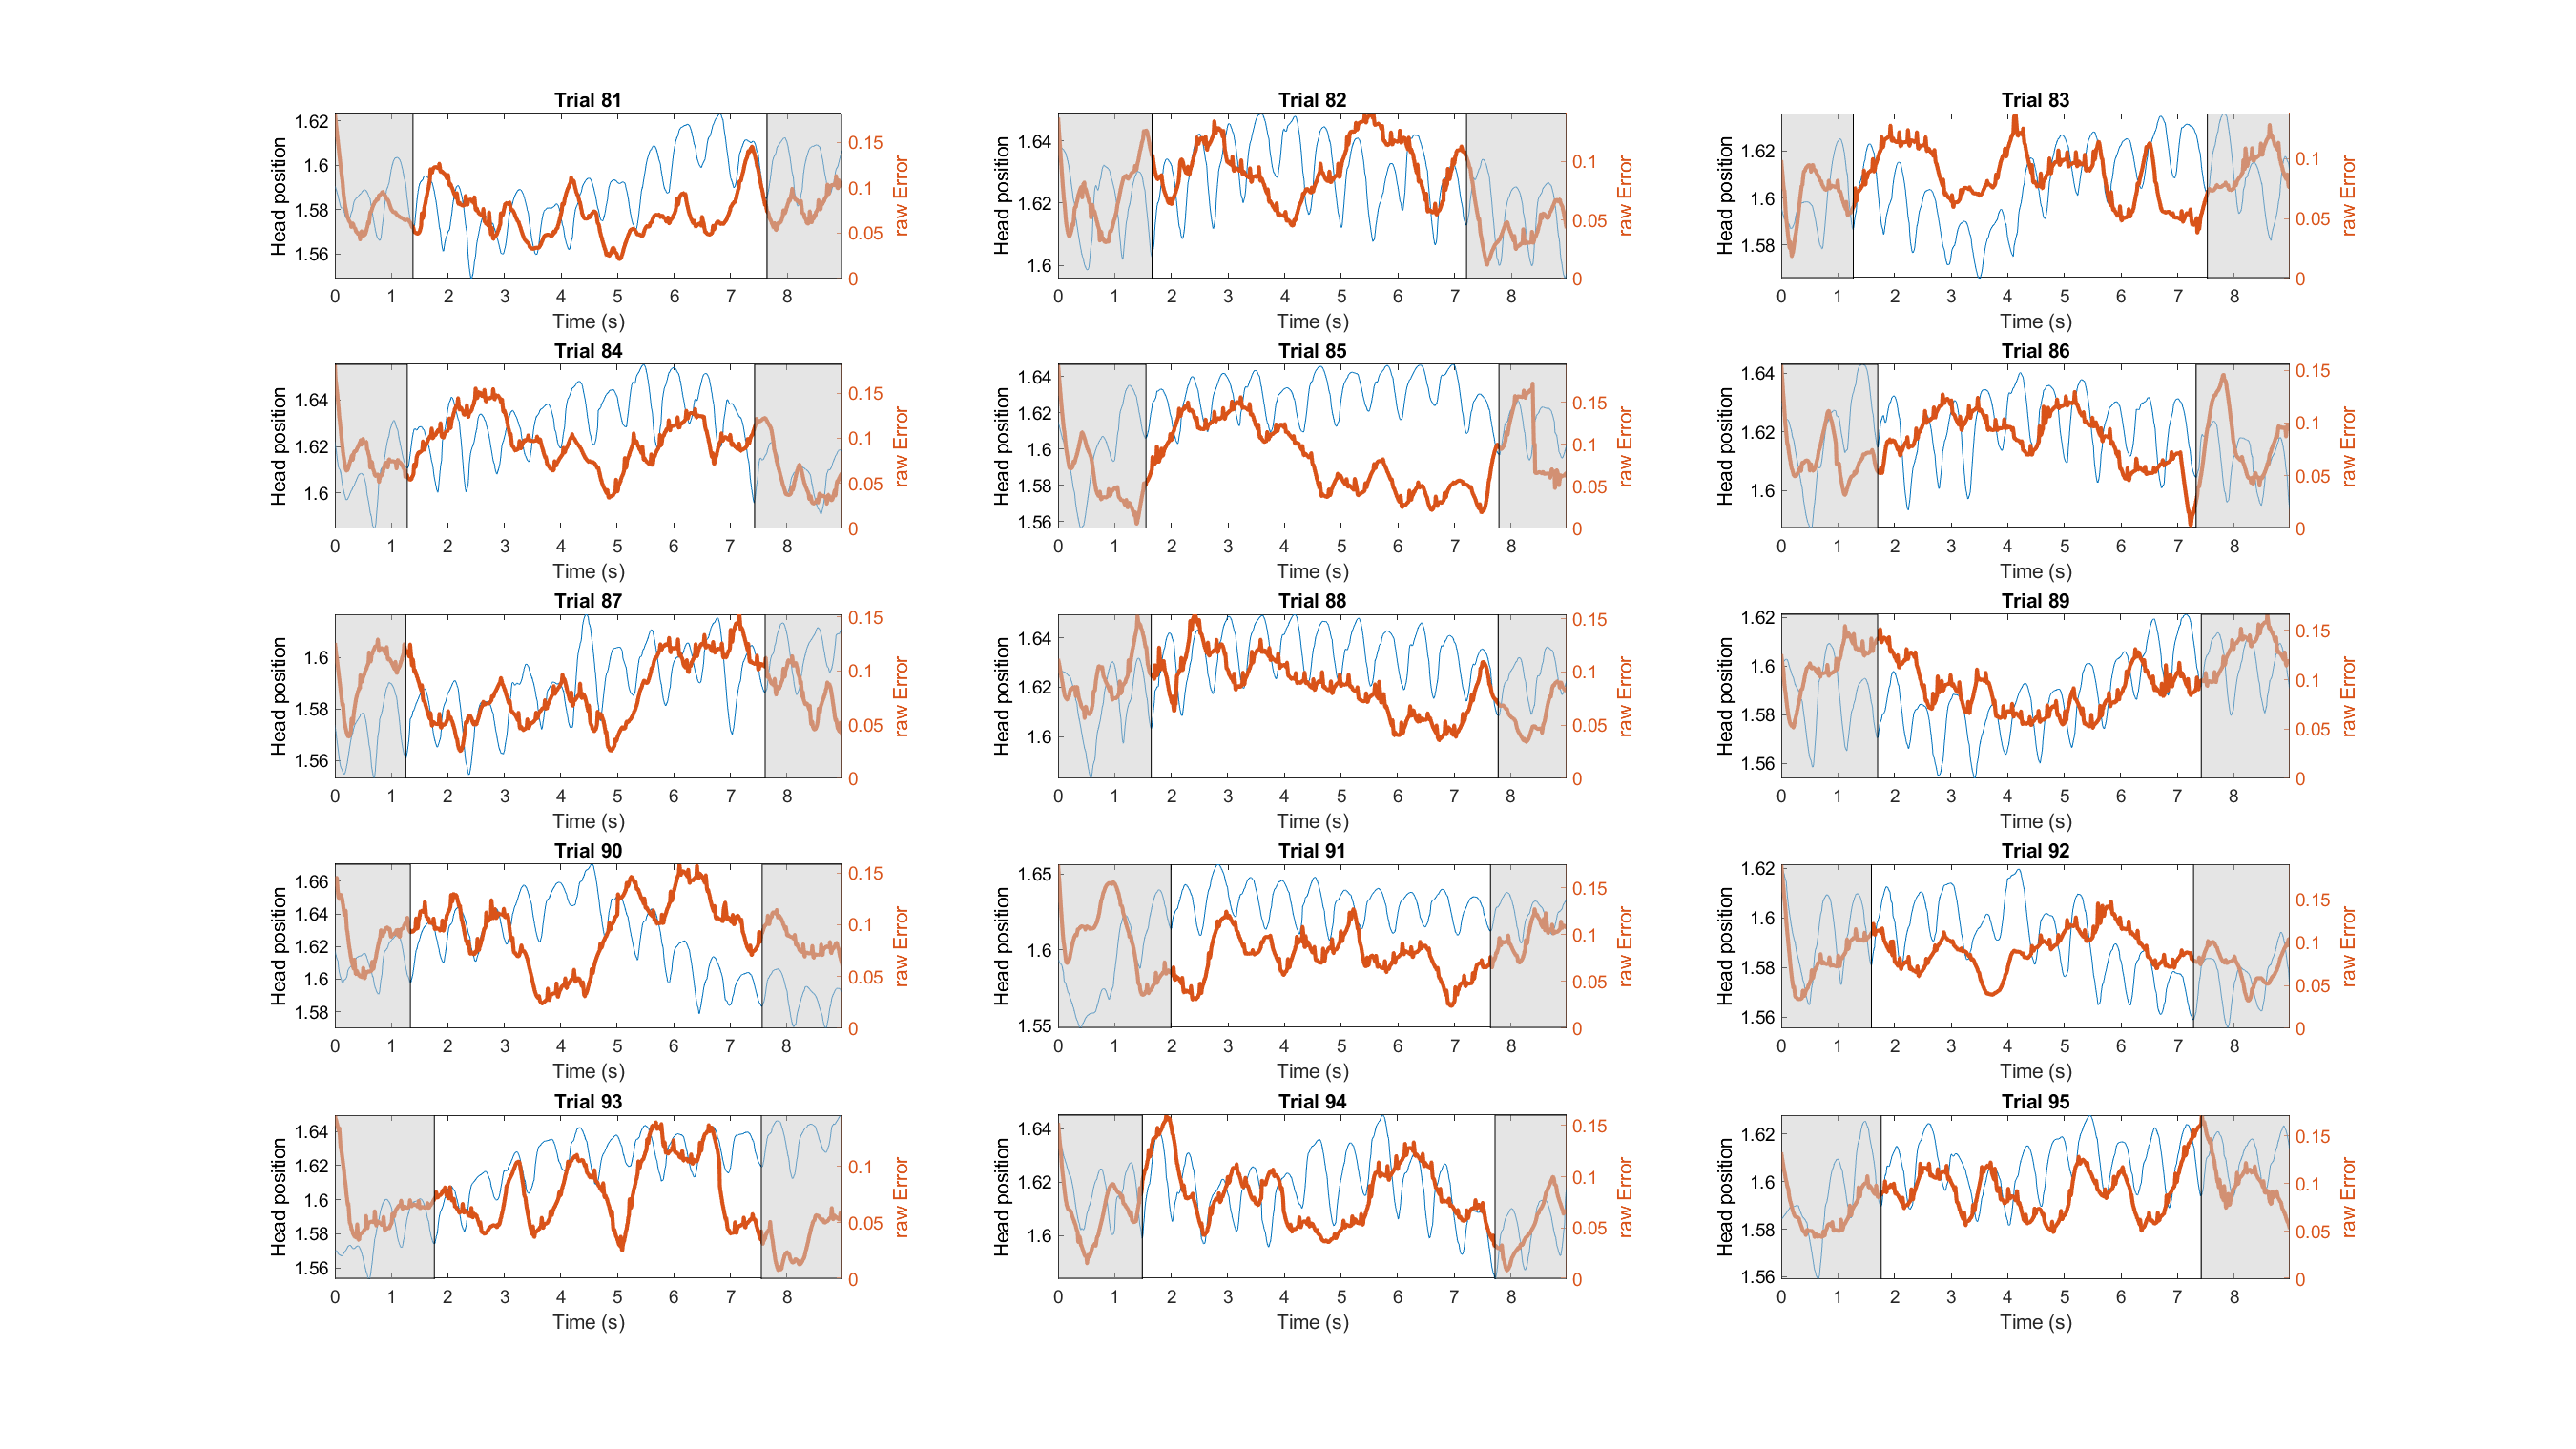 Trial 81
Head position
1.62
1.6
1.58
1.56
0.15
0.1
0.05
0
raw Error
0 1 2 3 4 5 6 7 8
Time (s)
Trial 82
Head position
1.64
1.62
1.6
0.1
0.05
0
raw Error
0 1 2 3 4 5 6 7 8
Time (s)
Trial 83
Head position
1.62
1.6
1.58
0.1
0.05
0
raw Error
0 1 2 3 4 5 6 7 8
Time (s)
Trial 84
Head position
1.64
1.62
1.6
0.15
0.1
0.05
0
raw Error
0 1 2 3 4 5 6 7 8
Time (s)
Trial 85
Head position
1.64
1.62
1.6
1.58
1.56
0.15
0.1
0.05
0
raw Error
0 1 2 3 4 5 6 7 8
Time (s)
Trial 86
Head position
1.64
1.62
1.6
0.15
0.1
0.05
0
raw Error
0 1 2 3 4 5 6 7 8
Time (s)
Trial 87
Head position
1.6
1.58
1.56
0.15
0.1
0.05
0
raw Error
0 1 2 3 4 5 6 7 8
Time (s)
Trial 88
Head position
1.64
1.62
1.6
0.15
0.1
0.05
0
raw Error
0 1 2 3 4 5 6 7 8
Time (s)
Trial 89
Head position
1.62
1.6
1.58
1.56
0.15
0.1
0.05
0
raw Error
0 1 2 3 4 5 6 7 8
Time (s)
Trial 90
Head position
1.66
1.64
1.62
1.6
1.58
0.15
0.1
0.05
0
raw Error
0 1 2 3 4 5 6 7 8
Time (s)
Trial 91
Head position
1.65
1.6
1.55
0.15
0.1
0.05
0
raw Error
0 1 2 3 4 5 6 7 8
Time (s)
Trial 92
Head position
1.62
1.6
1.58
1.56
0.15
0.1
0.05
0
raw Error
0 1 2 3 4 5 6 7 8
Time (s)
Trial 93
Head position
1.64
1.62
1.6
1.58
1.56
0.1
0.05
0
raw Error
0 1 2 3 4 5 6 7 8
Time (s)
Trial 94
Head position
1.64
1.62
1.6
0.15
0.1
0.05
0
raw Error
0 1 2 3 4 5 6 7 8
Time (s)
Trial 95
Head position
1.62
1.6
1.58
1.56
0.15
0.1
0.05
0
raw Error
0 1 2 3 4 5 6 7 8
Time (s)